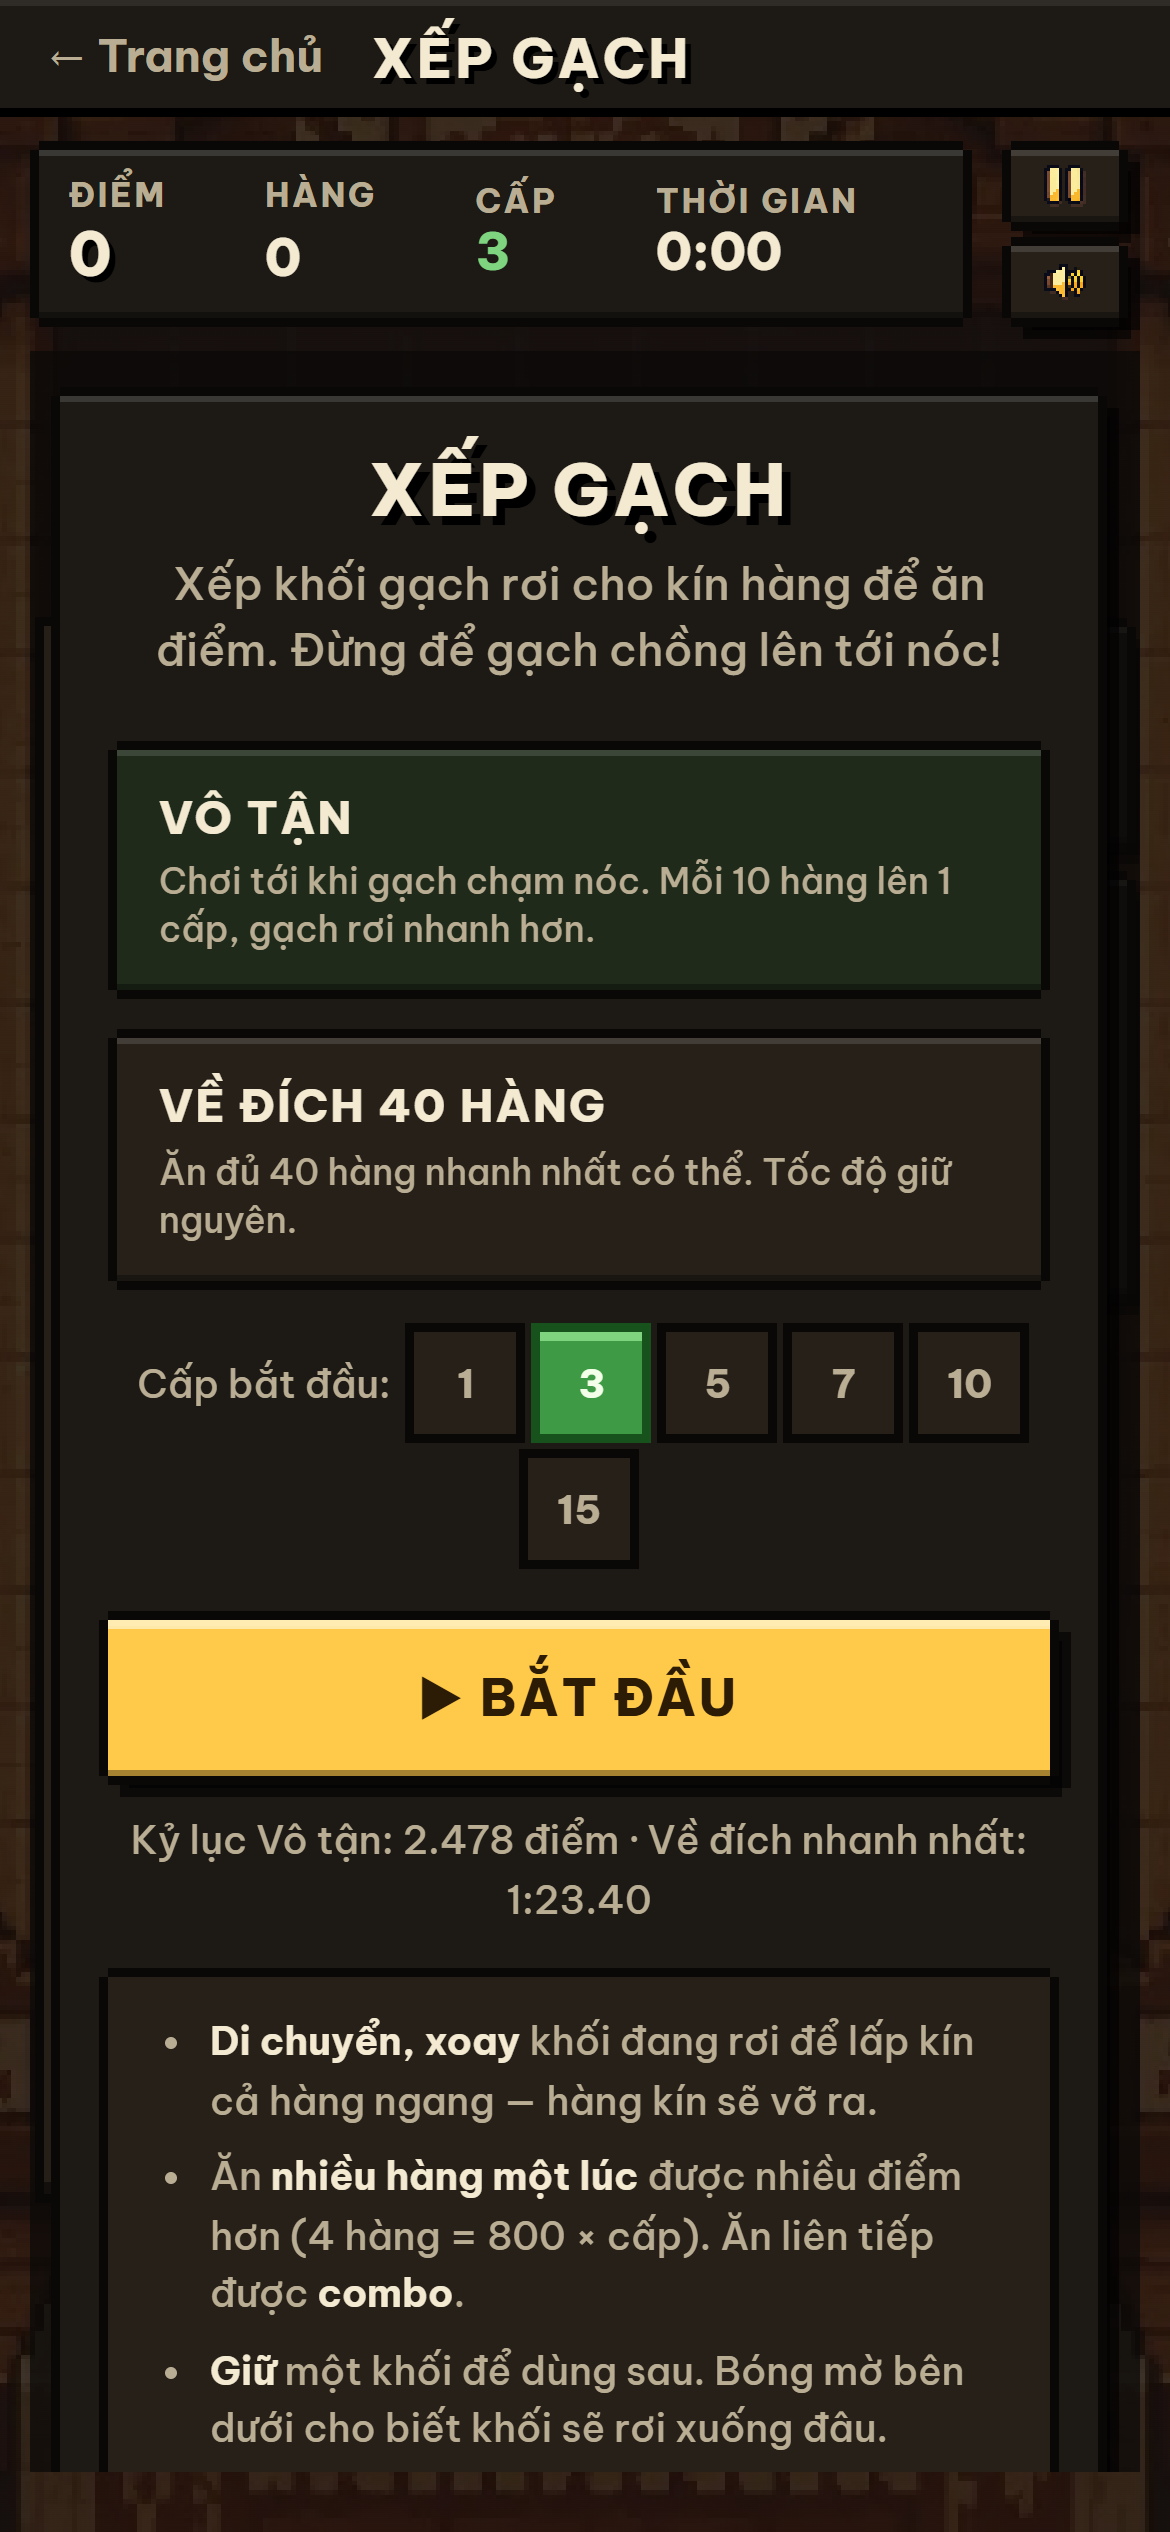 ← Trang chủ XẾP GẠCH
ĐIỂM HÀNG CẤP THỜI GIAN
0 0 3 0:00
XẾP GẠCH
Xếp khối gạch rơi cho kín hàng để ăn
điểm. Đừng để gạch chồng lên tới nóc!
VÔ TẬN
Chơi tới khi gạch chạm nóc. Mỗi 10 hàng lên 1
cấp, gạch rơi nhanh hơn.
VỀ ĐÍCH 40 HÀNG
Ăn đủ 40 hàng nhanh nhất có thể. Tốc độ giữ
nguyên.
Cấp bắt đầu: 1 3 5 7 10
15
▶ BẮT ĐẦU
Kỷ lục Vô tận: 2.478 điểm · Về đích nhanh nhất:
1:23.40
• Di chuyển, xoay khối đang rơi để lấp kín
cả hàng ngang — hàng kín sẽ vỡ ra.
• Ăn nhiều hàng một lúc được nhiều điểm
hơn (4 hàng = 800 × cấp). Ăn liên tiếp
được combo.
• Giữ một khối để dùng sau. Bóng mờ bên
dưới cho biết khối sẽ rơi xuống đâu.